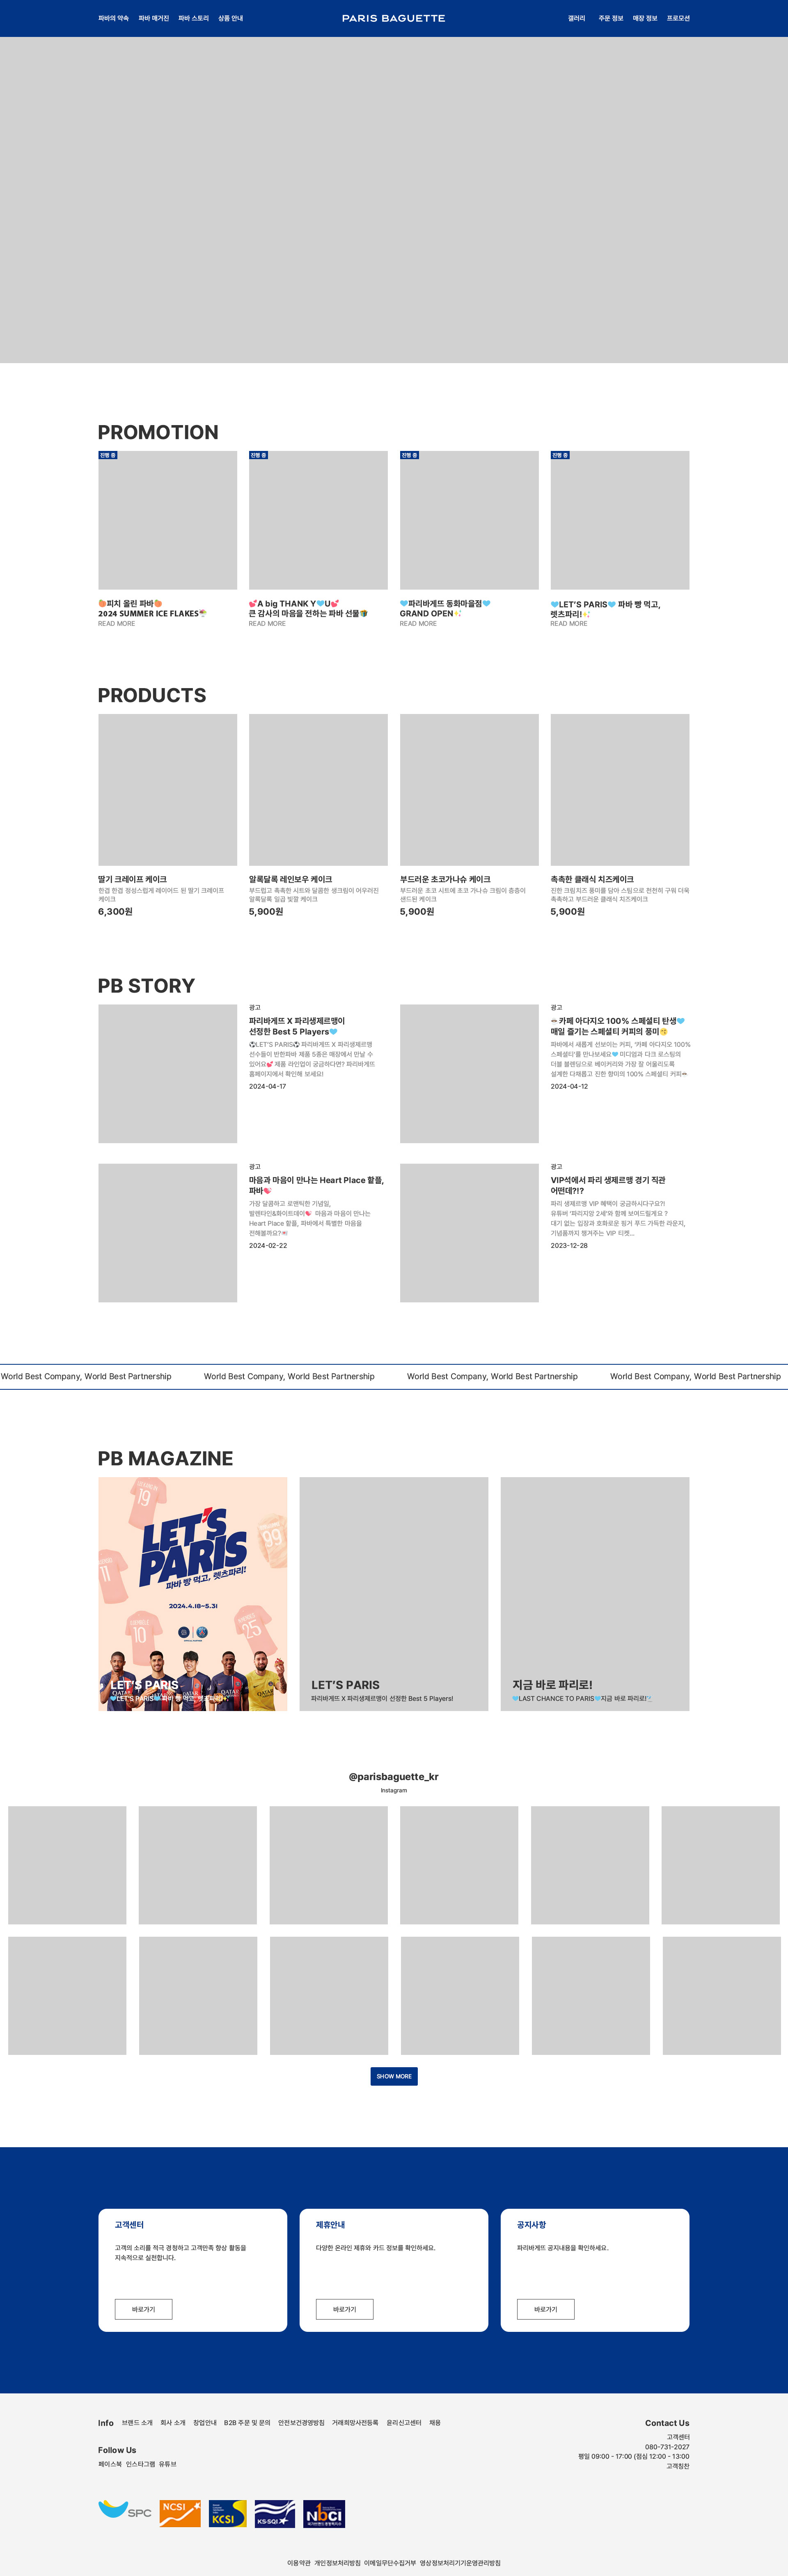 파바의 약속 파바 매거진 파바 스토리 상품 안내 PARIS BAGUETTE 갤러리 주문 정보 매장 정보 프로모션
PROMOTION
진행 중 진행 중 진행 중 진행 중
🍑피치 올린 파바🍑
2024 SUMMER ICE FLAKES🍧
READ MORE
💕A big THANK Y🩵U💕
큰 감사의 마음을 전하는 파바 선물
READ MORE
🩵파리바게뜨 동화마을점🩵
GRAND OPEN✨
READ MORE
🩵LET'S PARIS🩵 파바 빵 먹고,
렛츠파리!✨
READ MORE
PRODUCTS
딸기 크레이프 케이크
한겹 한겹 정성스럽게 레이어드 된 딸기 크레이프
케이크
6,300원
알록달록 레인보우 케이크
부드럽고 촉촉한 시트와 달콤한 생크림이 어우러진
알록달록 일곱 빛깔 케이크
5,900원
부드러운 초코가나슈 케이크
부드러운 초코 시트에 초코 가나슈 크림이 층층이
샌드된 케이크
5,900원
촉촉한 클래식 치즈케이크
진한 크림치즈 풍미를 담아 스팀으로 천천히 구워 더욱
촉촉하고 부드러운 클래식 치즈케이크
5,900원
PB STORY
광고
파리바게뜨 X 파리생제르맹이
선정한 Best 5 Players🩵
⚽LET'S PARIS⚽ 파리바게뜨 X 파리생제르맹
선수들이 반한파바 제품 5종은 매장에서 만날 수
있어요💕 제품 라인업이 궁금하다면? 파리바게뜨
홈페이지에서 확인해 보세요!
2024-04-17
광고
☕카페 아다지오 100% 스페셜티 탄생🩵
매일 즐기는 스페셜티 커피의 풍미
파바에서 새롭게 선보이는 커피, '카페 아다지오 100%
스페셜티'를 만나보세요🩵 미디엄과 다크 로스팅의
더블 블렌딩으로 베이커리와 가장 잘 어울리도록
설계한 다채롭고 진한 향미의 100% 스페셜티 커피☕
2024-04-12
광고
마음과 마음이 만나는 Heart Place 핱플,
파바💝
가장 달콤하고 로맨틱한 기념일,
발렌타인&화이트데이💝 마음과 마음이 만나는
Heart Place 핱플, 파바에서 특별한 마음을
전해볼까요?💌
2024-02-22
광고
VIP석에서 파리 생제르맹 경기 직관
어떤데?!?
파리 생제르맹 VIP 혜택이 궁금하시다구요?!
유튜버 '파리지앙 2세'와 함께 보여드릴게요 ?
대기 없는 입장과 호화로운 핑거 푸드 가득한 라운지,
기념품까지 챙겨주는 VIP 티켓...
2023-12-28
World Best Company, World Best Partnership World Best Company, World Best Partnership World Best Company, World Best Partnership World Best Company, World Best Partnership
PB MAGAZINE
19
99
11
10
25
LET'S
PARIS
파바 빵 먹고, 렛츠파리!
2024.4.18-5.31
LET'S PARIS
🩵LET'S PARIS🩵 파바 빵 먹고, 렛츠파리!✨
LET'S PARIS
파리바게뜨 X 파리생제르맹이 선정한 Best 5 Players!
지금 바로 파리로!
🩵LAST CHANCE TO PARIS🩵지금 바로 파리로!
@parisbaguette_kr
Instagram
SHOW MORE
고객센터
고객의 소리를 적극 경청하고 고객만족 향상 활동을
지속적으로 실천합니다.
바로가기
제휴안내
다양한 온라인 제휴와 카드 정보를 확인하세요.
바로가기
공지사항
파리바게뜨 공지내용을 확인하세요.
바로가기
Info 브랜드 소개 회사 소개 창업안내 B2B 주문 및 문의 안전보건경영방침 거래희망사전등록 윤리신고센터 채용
Follow Us
페이스북 인스타그램 유튜브
Contact Us
고객센터
080-731-2027
평일 09:00 - 17:00 (점심 12:00 - 13:00
고객칭찬
SPC NCSI KCSI KS-SQI NbCI
이용약관 개인정보처리방침 이메일무단수집거부 영상정보처리기기운영관리방침